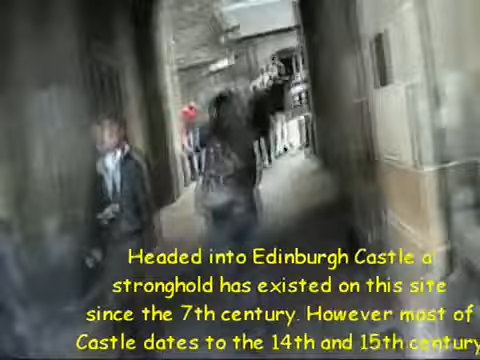 Headed into Edinburgh Castle a
stronghold has existed on this site
since the 7th century. However most of
Castle dates to the 14th and 15th century